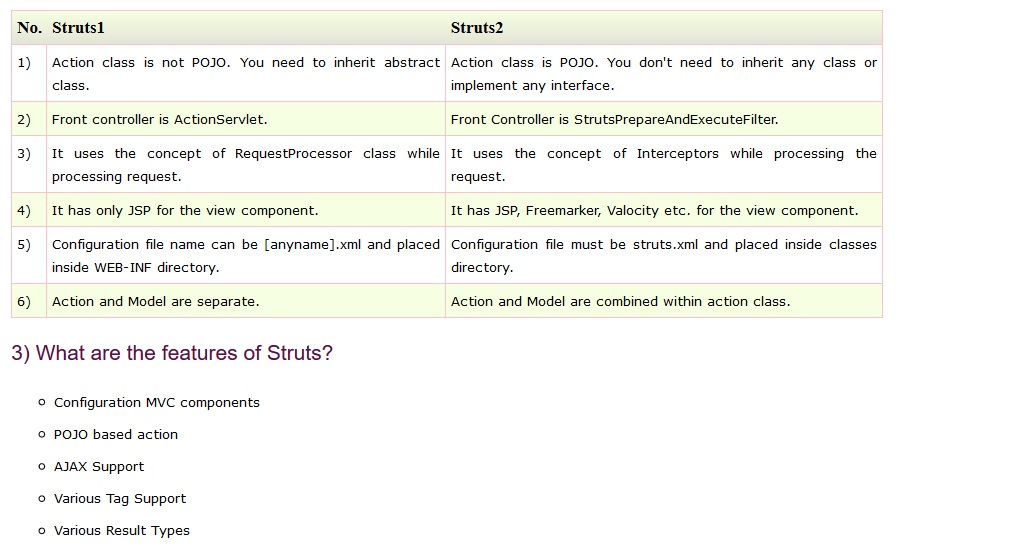 No. Struts1 Struts2
1) Action class is not POJO. You need to inherit abstract Action class is POJO. You don't need to inherit any class or
class. implement any interface.
2) Front controller is ActionServlet. Front Controller is StrutsPrepareAndExecuteFilter.
3) It uses the concept of RequestProcessor class while It uses the concept of Interceptors while processing the
processing request. request.
4) It has only JSP for the view component. It has JSP, Freemarker, Valocity etc. for the view component.
5) Configuration file name can be [anyname].xml and placed Configuration file must be struts.xml and placed inside classes
inside WEB-INF directory. directory.
6) Action and Model are separate. Action and Model are combined within action class.
3) What are the features of Struts?
Configuration MVC components
POJO based action
AJAX Support
Various Tag Support
Various Result Types